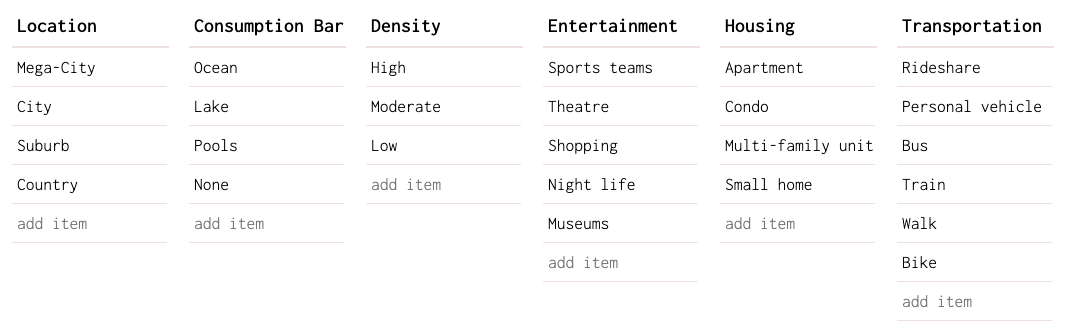 Location Consumption Bar Density Entertainment Housing Transportation
Mega-City Ocean High Sports teams Apartment Rideshare
City Lake Moderate Theatre Condo Personal vehicle
Suburb Pools Low Shopping Multi-family unit Bus
Country None add item Night life Small home Train
add item add item Museums add item Walk
add item Bike
add item